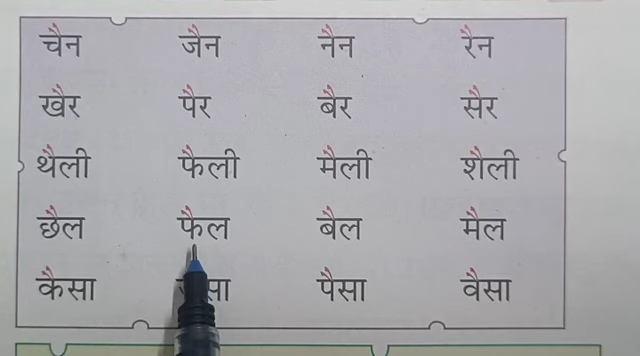 चैन जैन नैन रैन
खैर पैर बैर सैर
थैली फैली मैली शैली
छैल फैल बैल मैल
कैसा पैसा वैसा